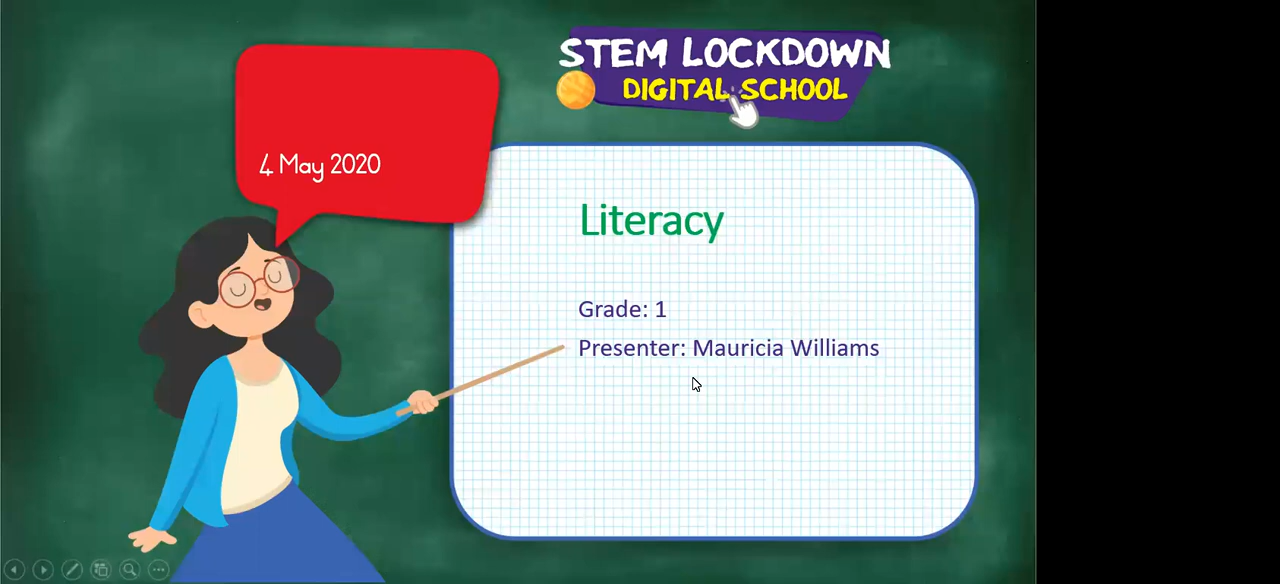 STEM LOCKDOWN
DIGITAL SCHOOL
4 May 2020
Literacy
Grade: 1
Presenter: Mauricia Williams